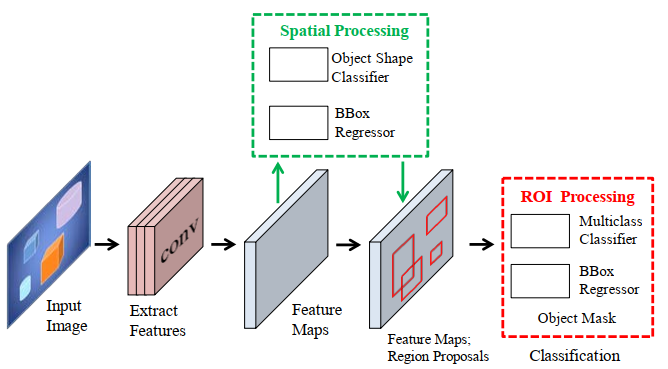 Spatial Processing
Object Shape
Classifier
BBox
Regressor
ROI Processing
Multiclass
Classifier
BBox
Regressor
Object Mask
Classification
conv
Input
Image
Extract
Features
Feature
Maps
Feature Maps;
Region Proposals